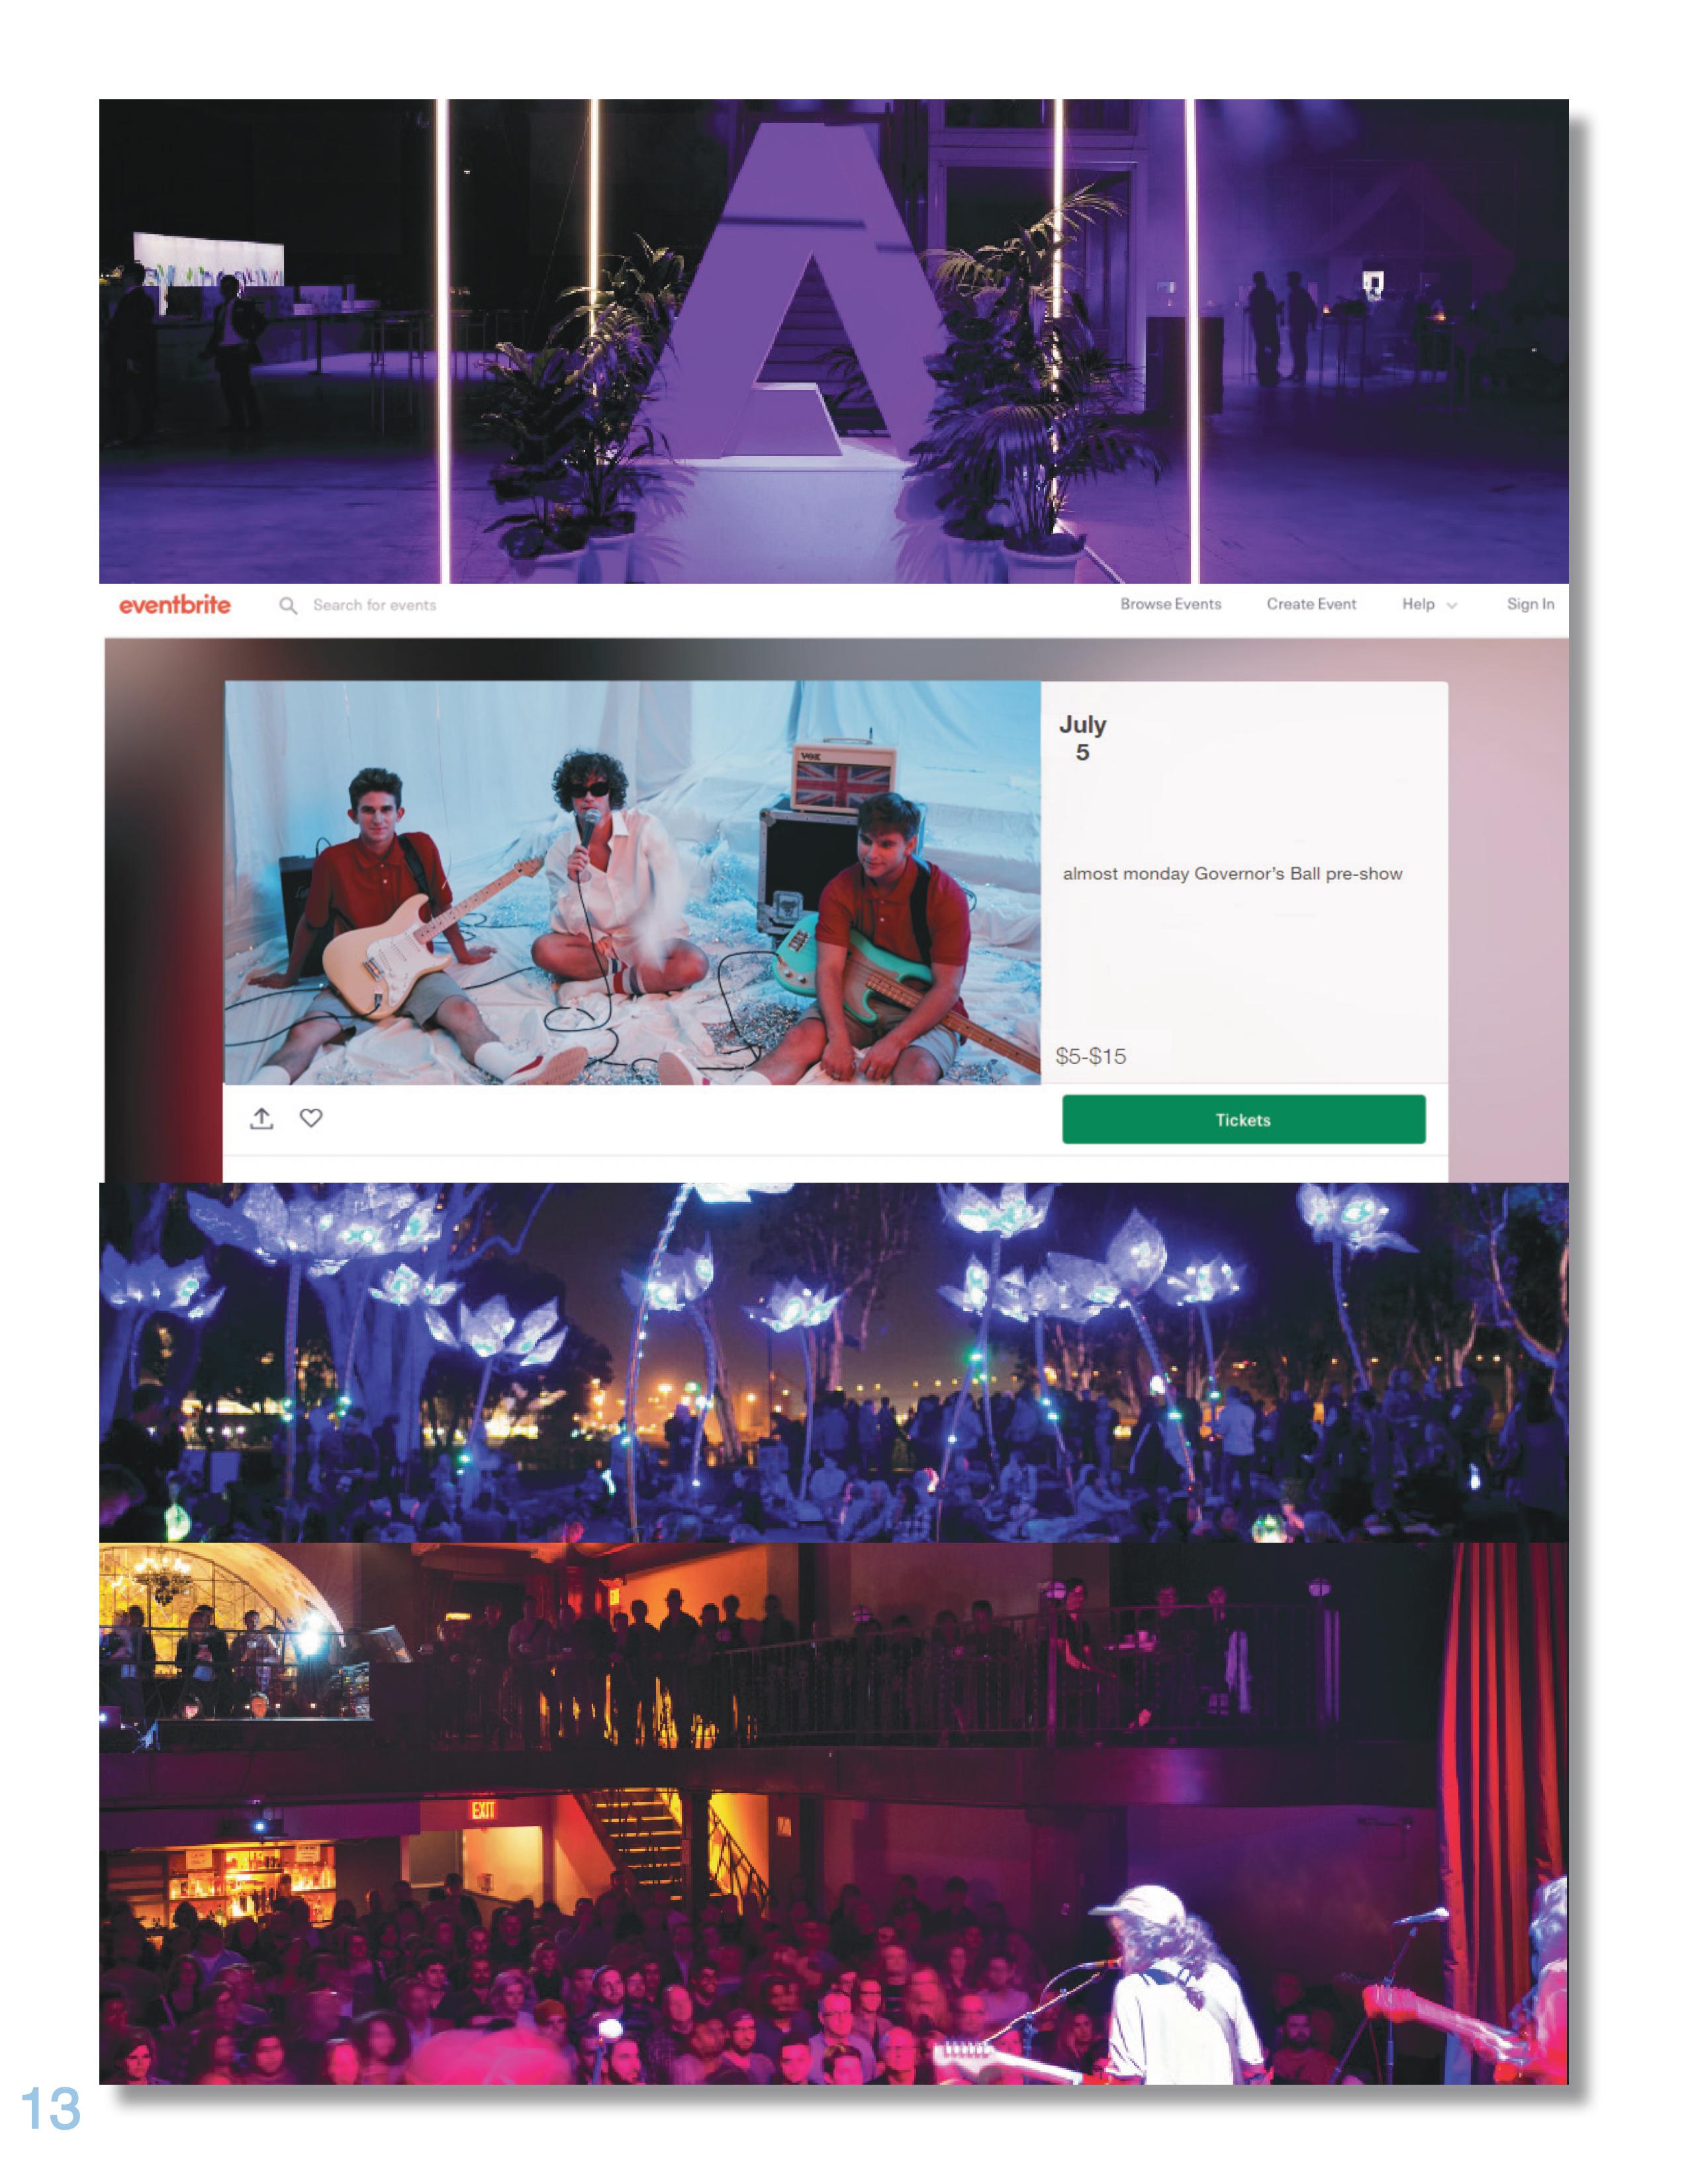 eventbrite
Search for events
Browse Events
Create Event
Help
Sign In
VOX
July
5
almost monday Governor's Ball pre-show
$5-$15
Tickets
EXIT
13